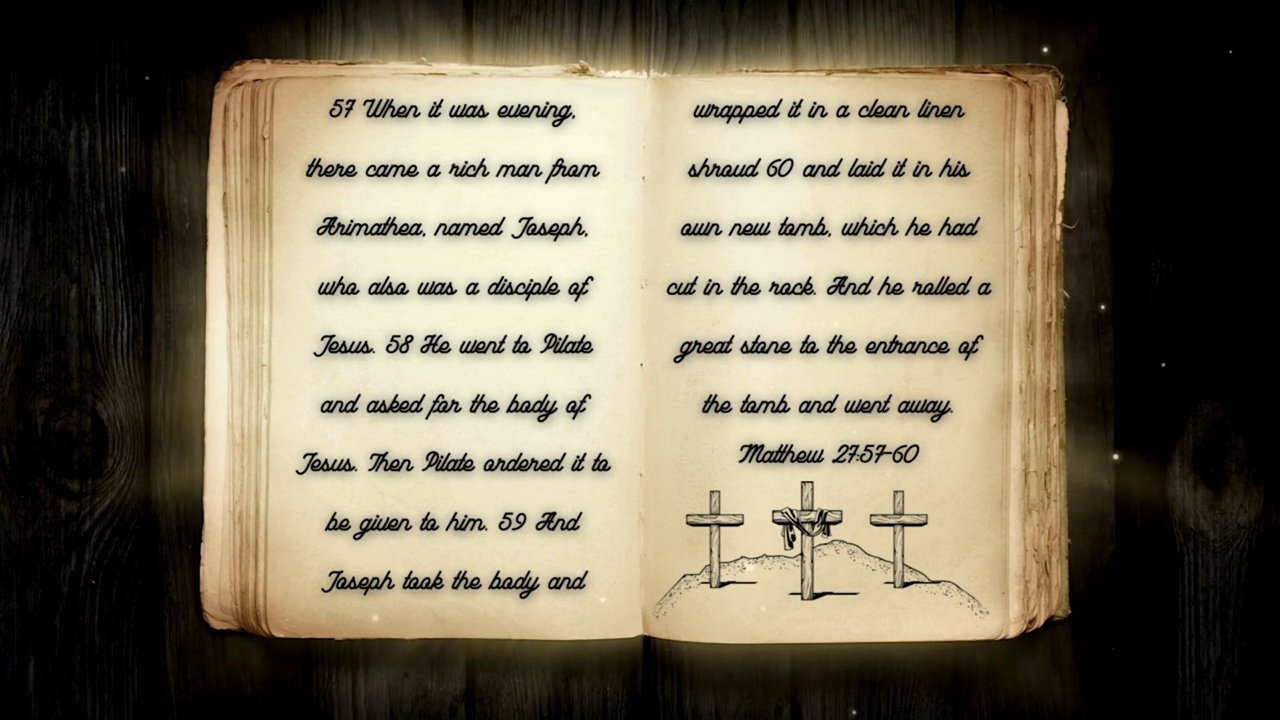 57 When it was evening,
there came a rich man from
Arimathea, named Joseph,
who also was a disciple of
Jesus. 58 He went to Pilate
and asked for the body of
Jesus. Then Pilate ordered it to
be given to him. 59 And
Joseph took the body and
wrapped it in a clean linen
shroud 60 and laid it in his
own new tomb, which he had
cut in the rock. And he rolled a
great stone to the entrance of
the tomb and went away.
Matthew 27:57-60